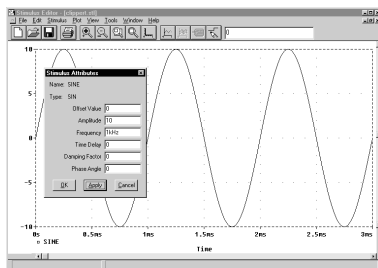 Stimulus Editor - [clippert.stl]
File Edit Stimulus Plot View Tools Window Help
0
10
5
0
-5
-10
Stimulus Attributes
Name: SINE
Type: SIN
Offset Value 0
Amplitude 10
Frequency 1kHz
Time Delay 0
Damping Factor 0
Phase Angle 0
OK Apply Cancel
0s 0.5ms 1ms 1.5ms 2ms 2.5ms 3ms
SINE
Time